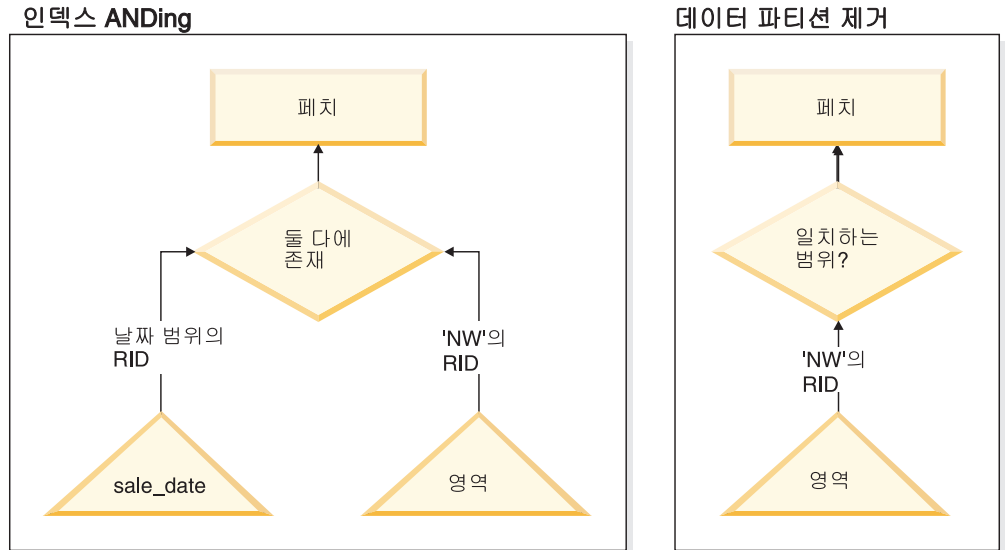 인덱스 ANDing
페치
둘 다에
존재
날짜 범위의
RID
'NW'의
RID
sale_date
영역
데이터 파티션 제거
페치
일치하는
범위?
'NW'의
RID
영역